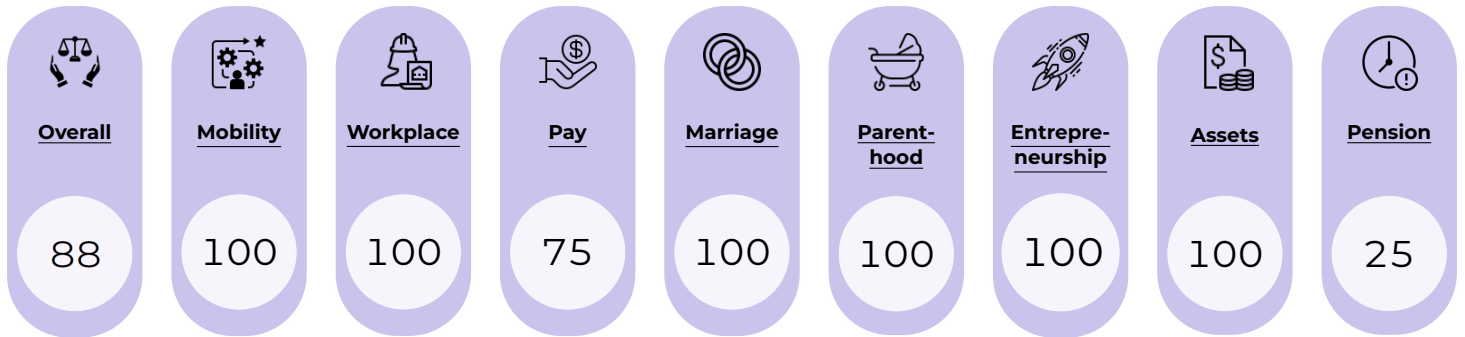 Overall
88
Mobility
100
Workplace
100
Pay
75
Marriage
100
Parent-
hood
100
Entrepre-
neurship
100
Assets
100
Pension
25